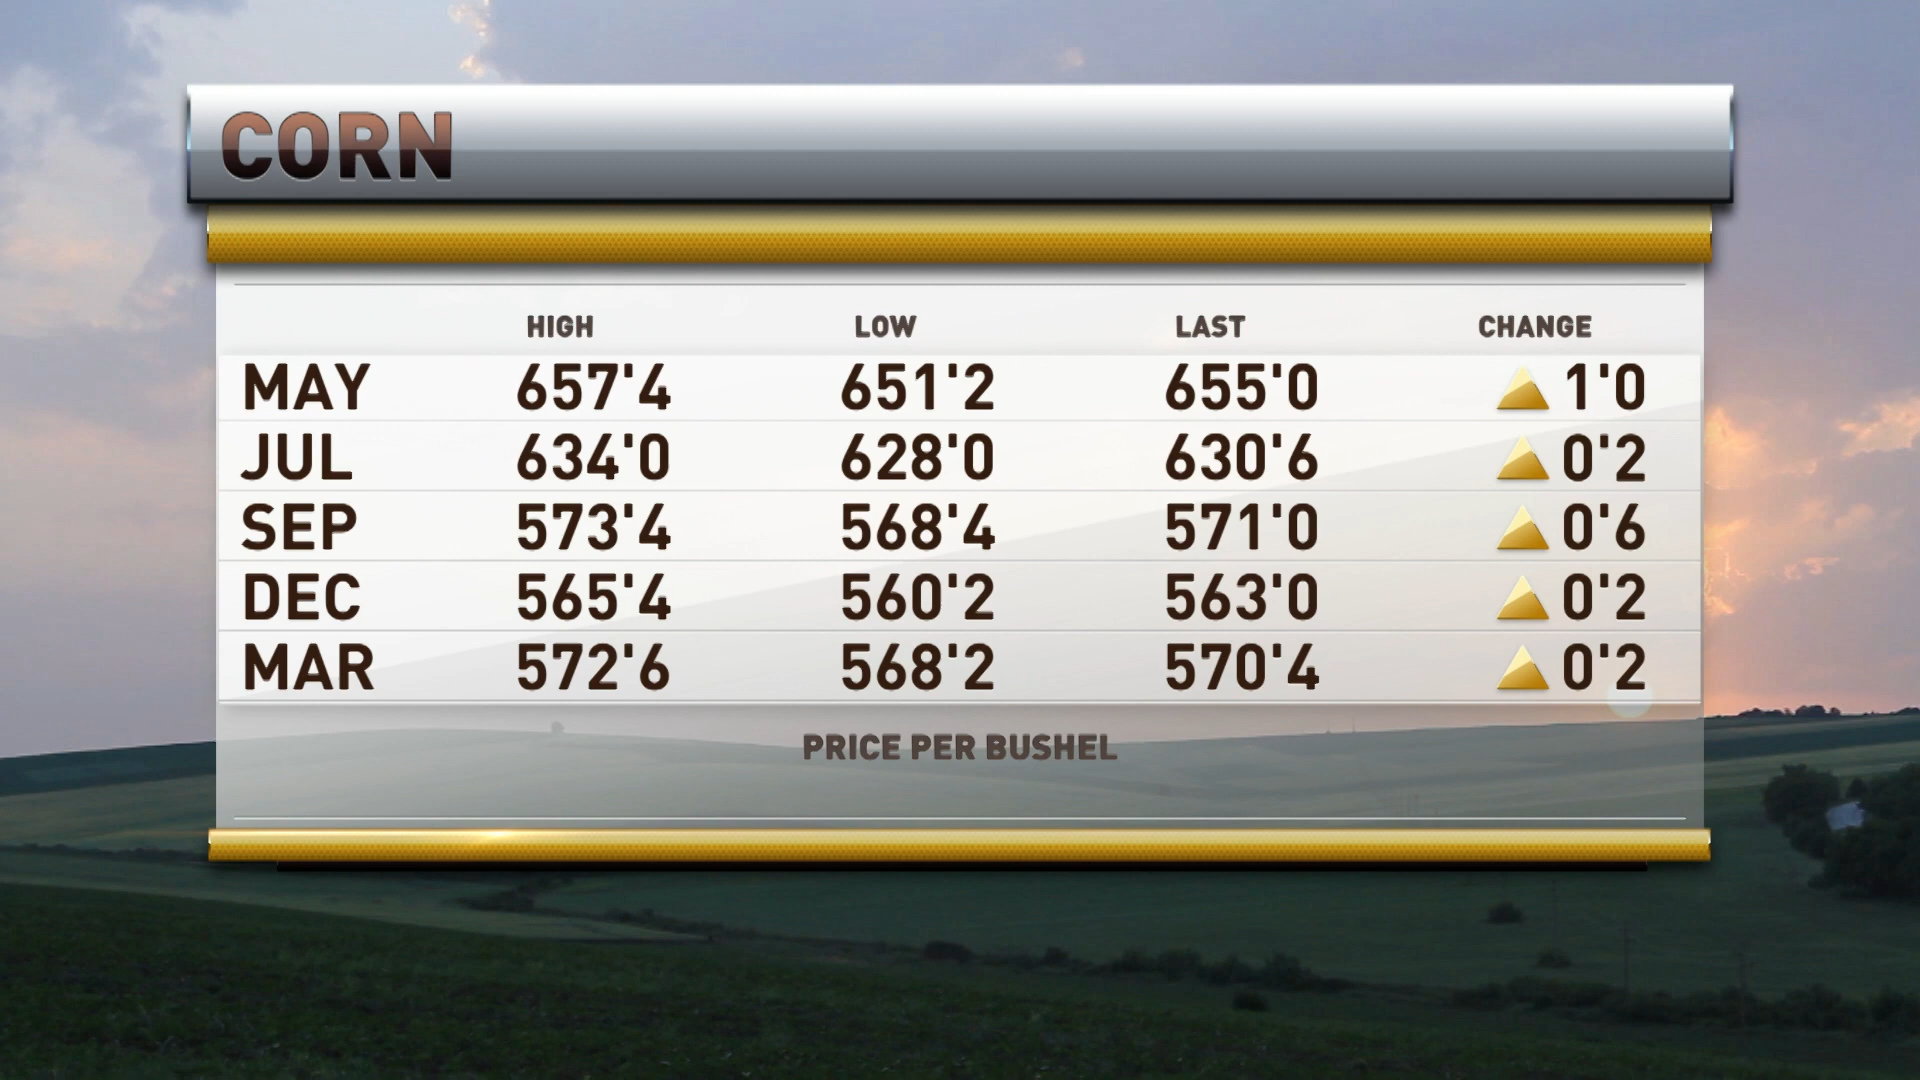 CORN
HIGH LOW LAST CHANGE
MAY 657'4 651'2 655'0 1'0
JUL 634'0 628'0 630'6 0'2
SEP 573'4 568'4 571'0 0'6
DEC 565'4 560'2 563'0 0'2
MAR 572'6 568'2 570'4 0'2
PRICE PER BUSHEL